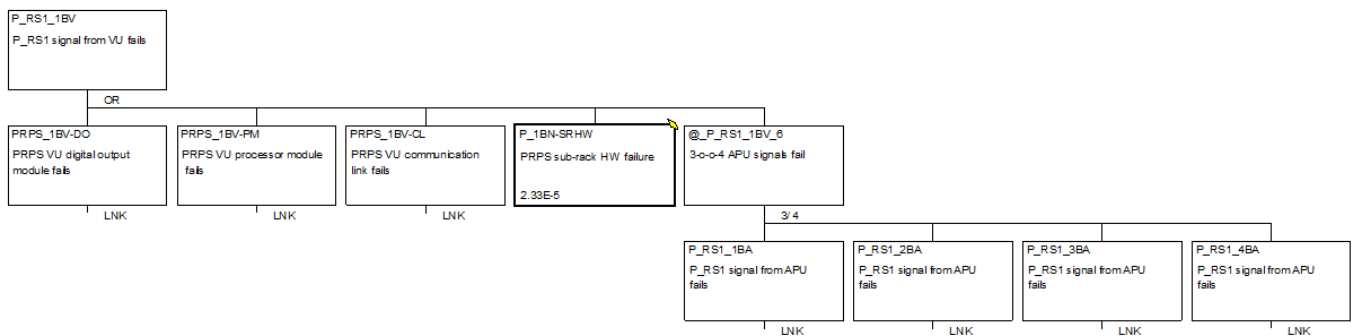 P_RS1_1BV
P_RS1 signal from VU fails
OR
PRPS_1BV-DO
PRPS VU digital output
module fails
LNK
PRPS_1BV-PM
PRPS VU processor module
fails
LNK
PRPS_1BV-CL
PRPS VU communication
link fails
LNK
P_1BN-SRHW
PRPS sub-rack HW failure
2.33E-5
@_P_RS1_1BV_6
3-o-o-4 APU signals fail
3/4
P_RS1_1BA
P_RS1 signal from APU
fails
LNK
P_RS1_2BA
P_RS1 signal from APU
fails
LNK
P_RS1_3BA
P_RS1 signal from APU
fails
LNK
P_RS1_4BA
P_RS1 signal from APU
fails
LNK